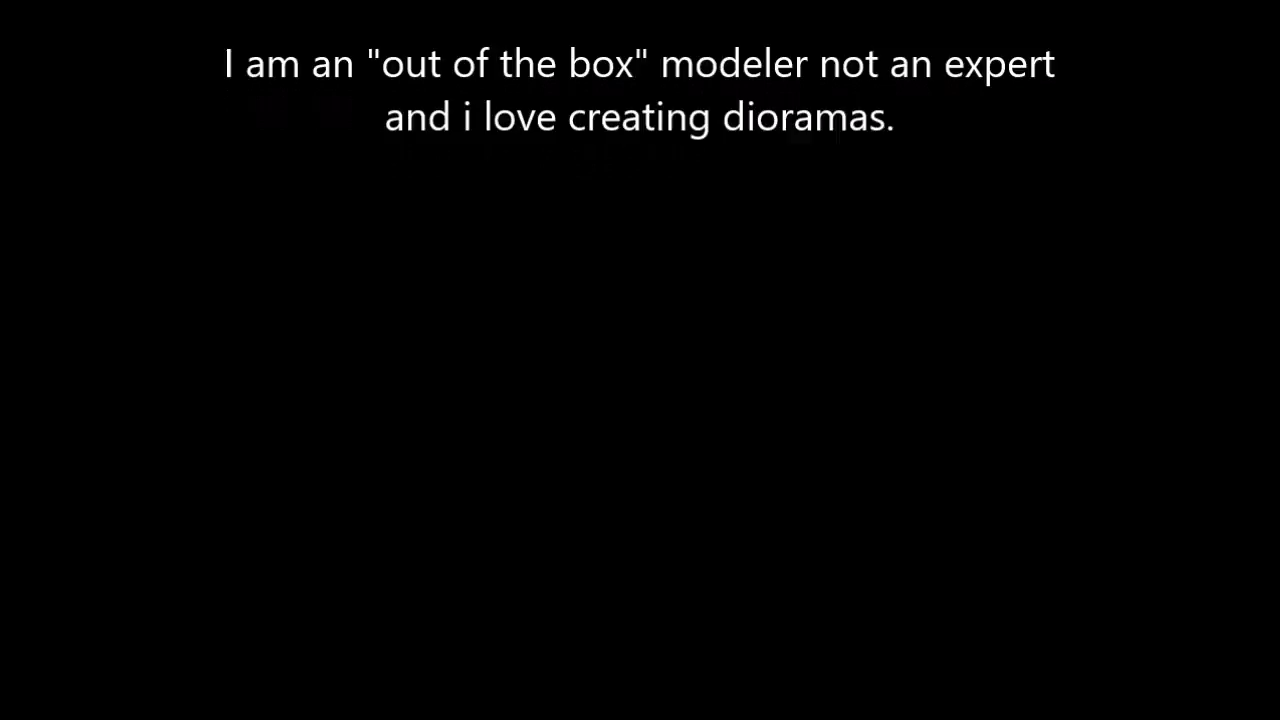 I am an "out of the box" modeler not an expert
and i love creating dioramas.